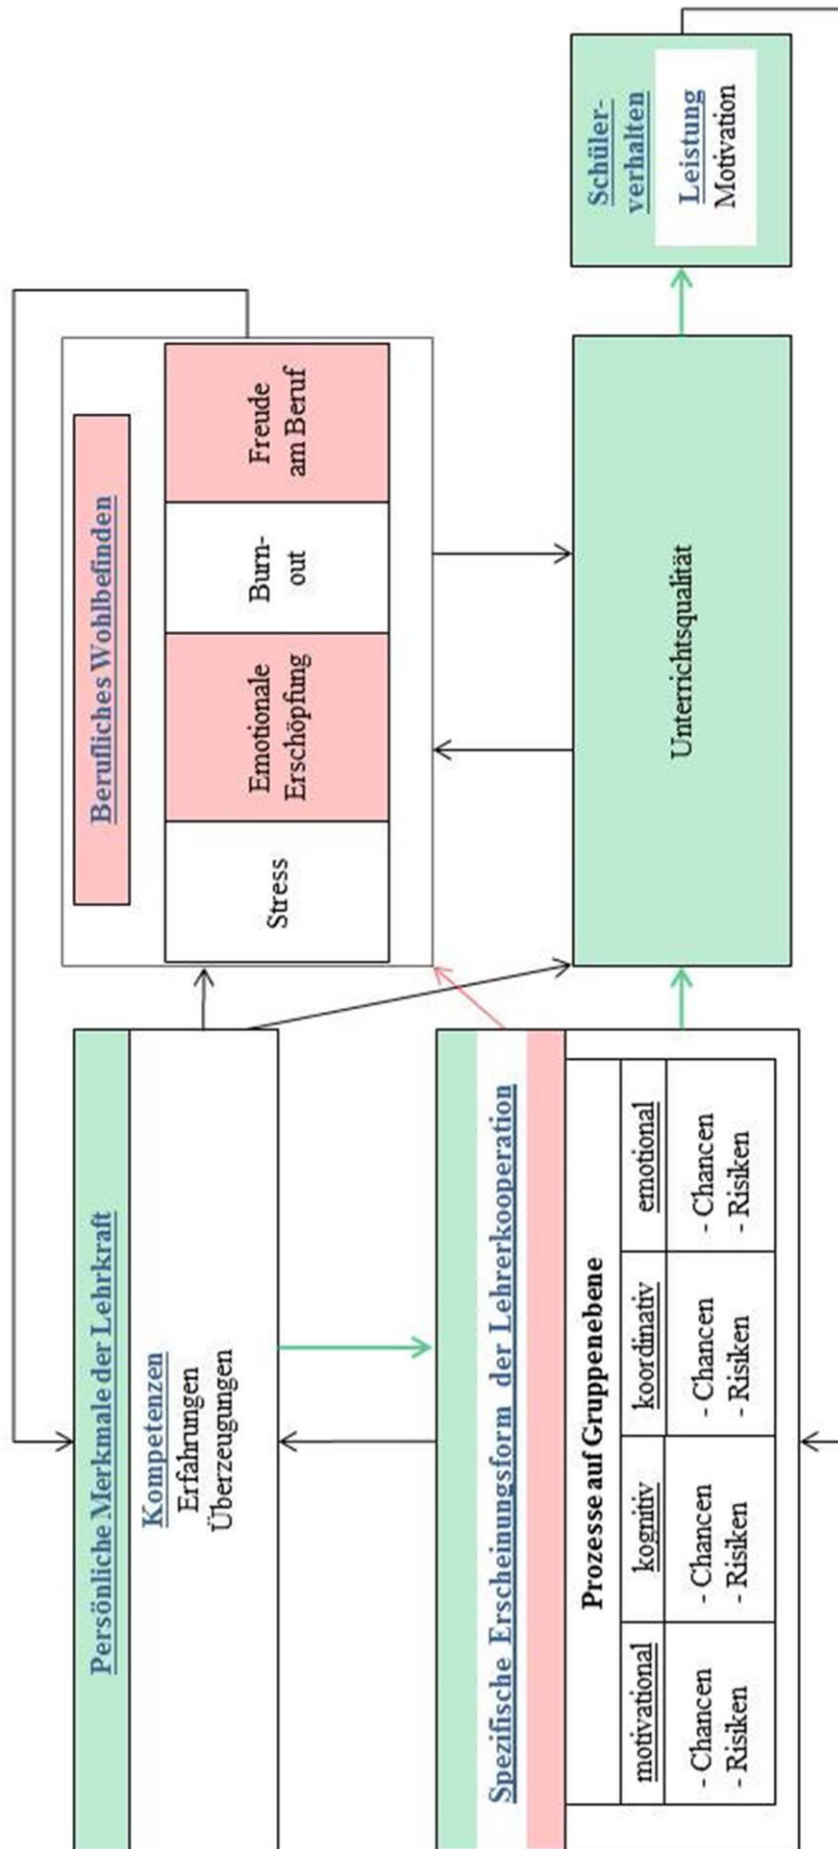 Persönliche Merkmale der Lehrkraft
Kompetenzen
Erfahrungen
Überzeugungen
Berufliches Wohlbefinden
Stress
Emotionale
Erschöpfung
Burn-
out
Freude
am Beruf
Spezifische Erscheinungsform der Lehrerkooperation
Prozesse auf Gruppenebene
motivational
- Chancen
- Risiken
kognitiv
- Chancen
- Risiken
koordinativ
- Chancen
- Risiken
emotional
- Chancen
- Risiken
Unterrichtsqualität
Schüler-
verhalten
Leistung
Motivation